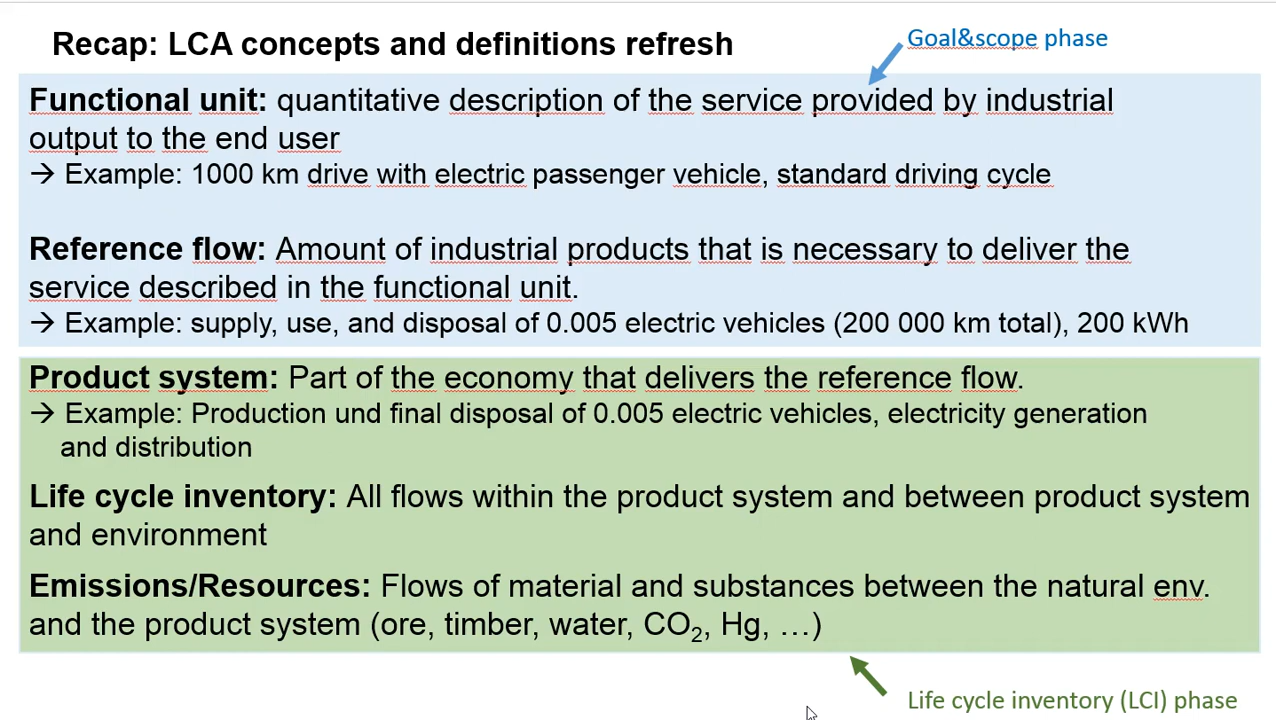 Recap: LCA concepts and definitions refresh
Goal&scope phase
Functional unit: quantitative description of the service provided by industrial
output to the end user
→ Example: 1000 km drive with electric passenger vehicle, standard driving cycle
Reference flow: Amount of industrial products that is necessary to deliver the
service described in the functional unit.
→ Example: supply, use, and disposal of 0.005 electric vehicles (200 000 km total), 200 kWh
Product system: Part of the economy that delivers the reference flow.
→ Example: Production und final disposal of 0.005 electric vehicles, electricity generation
and distribution
Life cycle inventory: All flows within the product system and between product system
and environment
Emissions/Resources: Flows of material and substances between the natural env.
and the product system (ore, timber, water, CO₂, Hg, …)
Life cycle inventory (LCI) phase